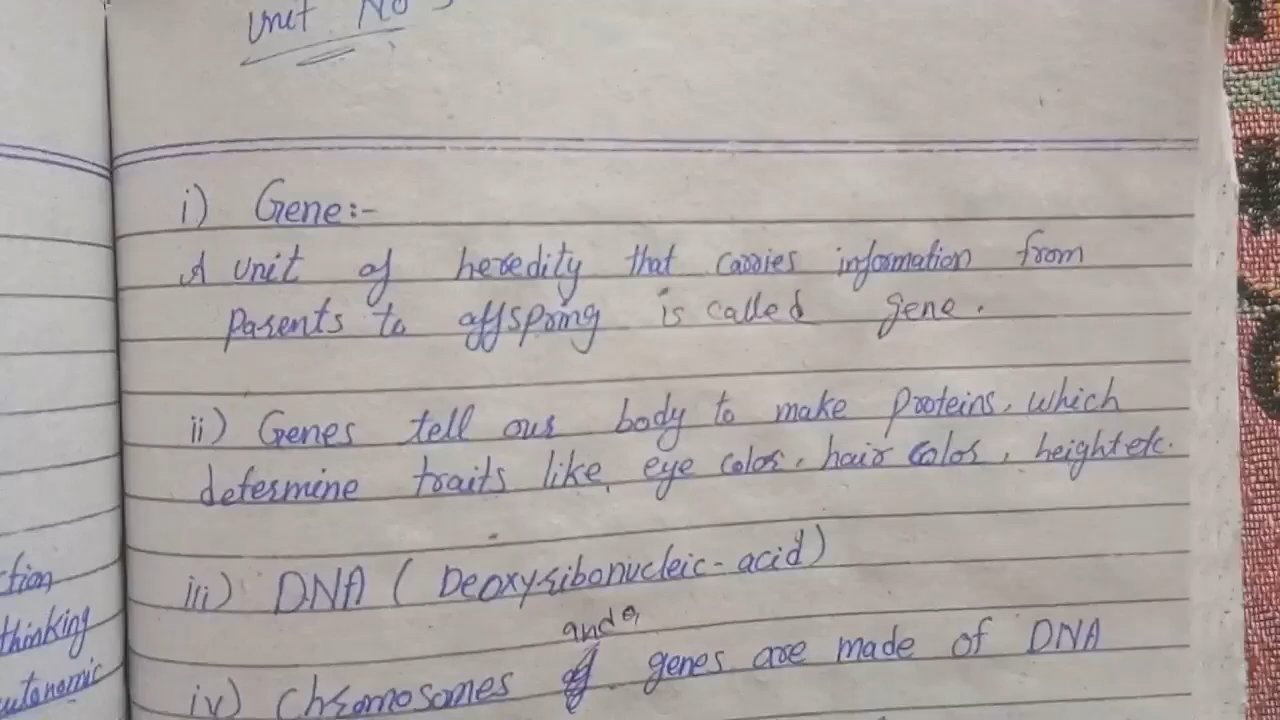 Unit No
i) Gene:-
A unit of heredity that carries information from
parents to offspring is called gene.
ii) Genes tell our body to make proteins, which
determine traits like, eye color, hair color, height etc.
iii) DNA (Deoxyribonucleic-acid)
and
iv) Chromosomes genes are made of DNA
ction
thinking
utonomic